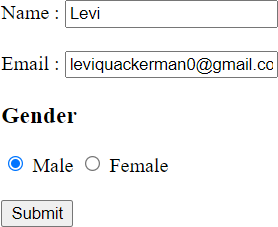 Name : Levi
Email : leviquackerman0@gmail.co
Gender
Male Female
Submit